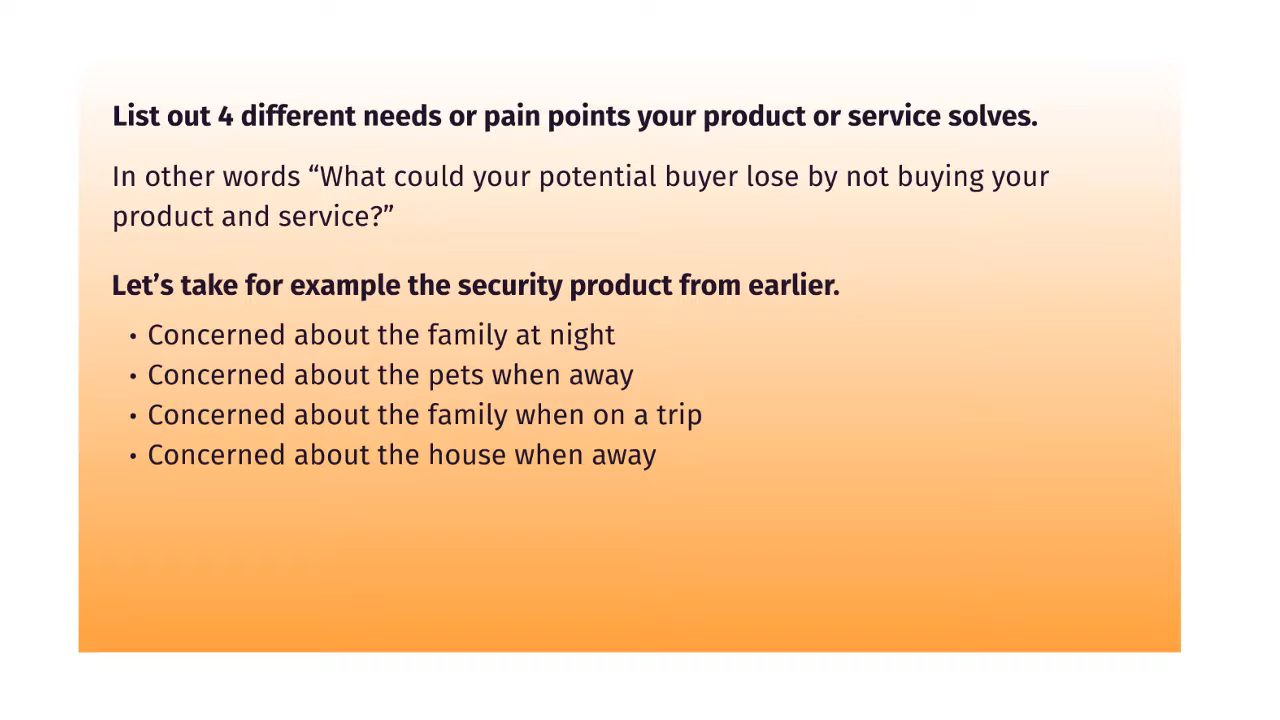 List out 4 different needs or pain points your product or service solves.
In other words “What could your potential buyer lose by not buying your
product and service?”
Let’s take for example the security product from earlier.
• Concerned about the family at night
• Concerned about the pets when away
• Concerned about the family when on a trip
• Concerned about the house when away